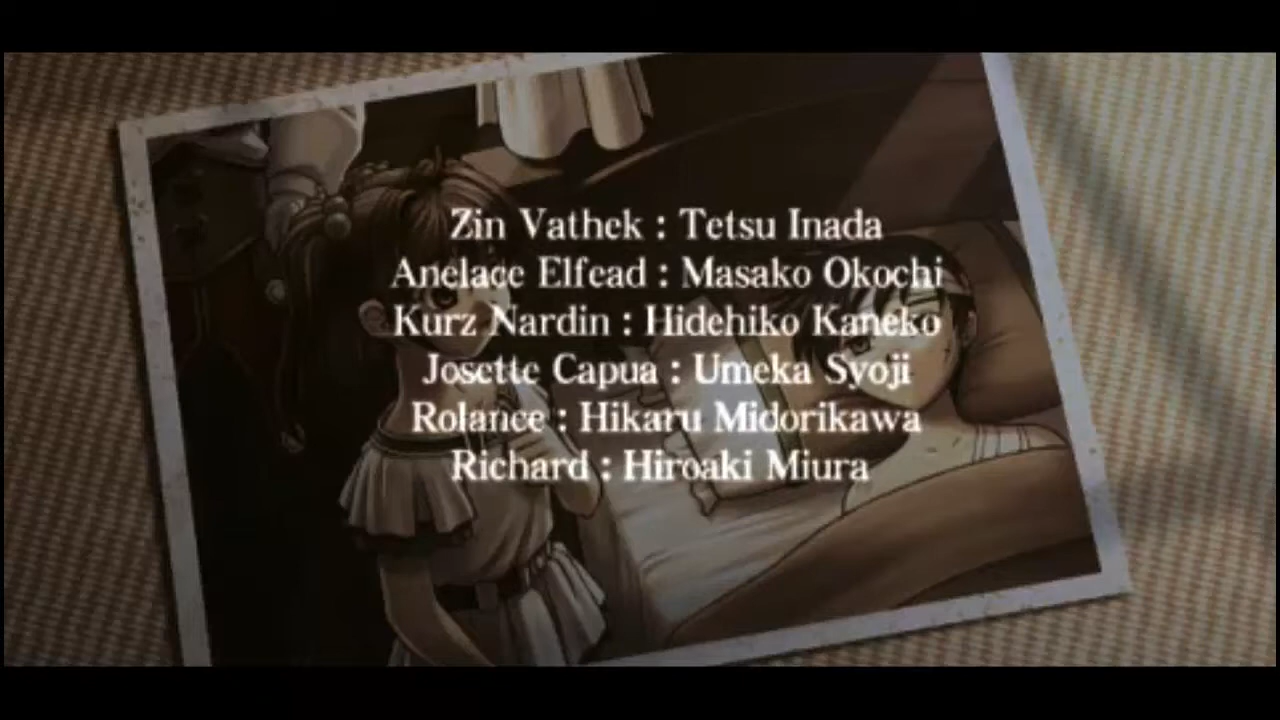 Zin Vathek : Tetsu Inada
Anelace Elfead : Masako Okochi
Kurz Nardin : Hidehiko Kaneko
Josette Capua : Umeka Syoji
Rolance : Hikaru Midorikawa
Richard : Hiroaki Miura